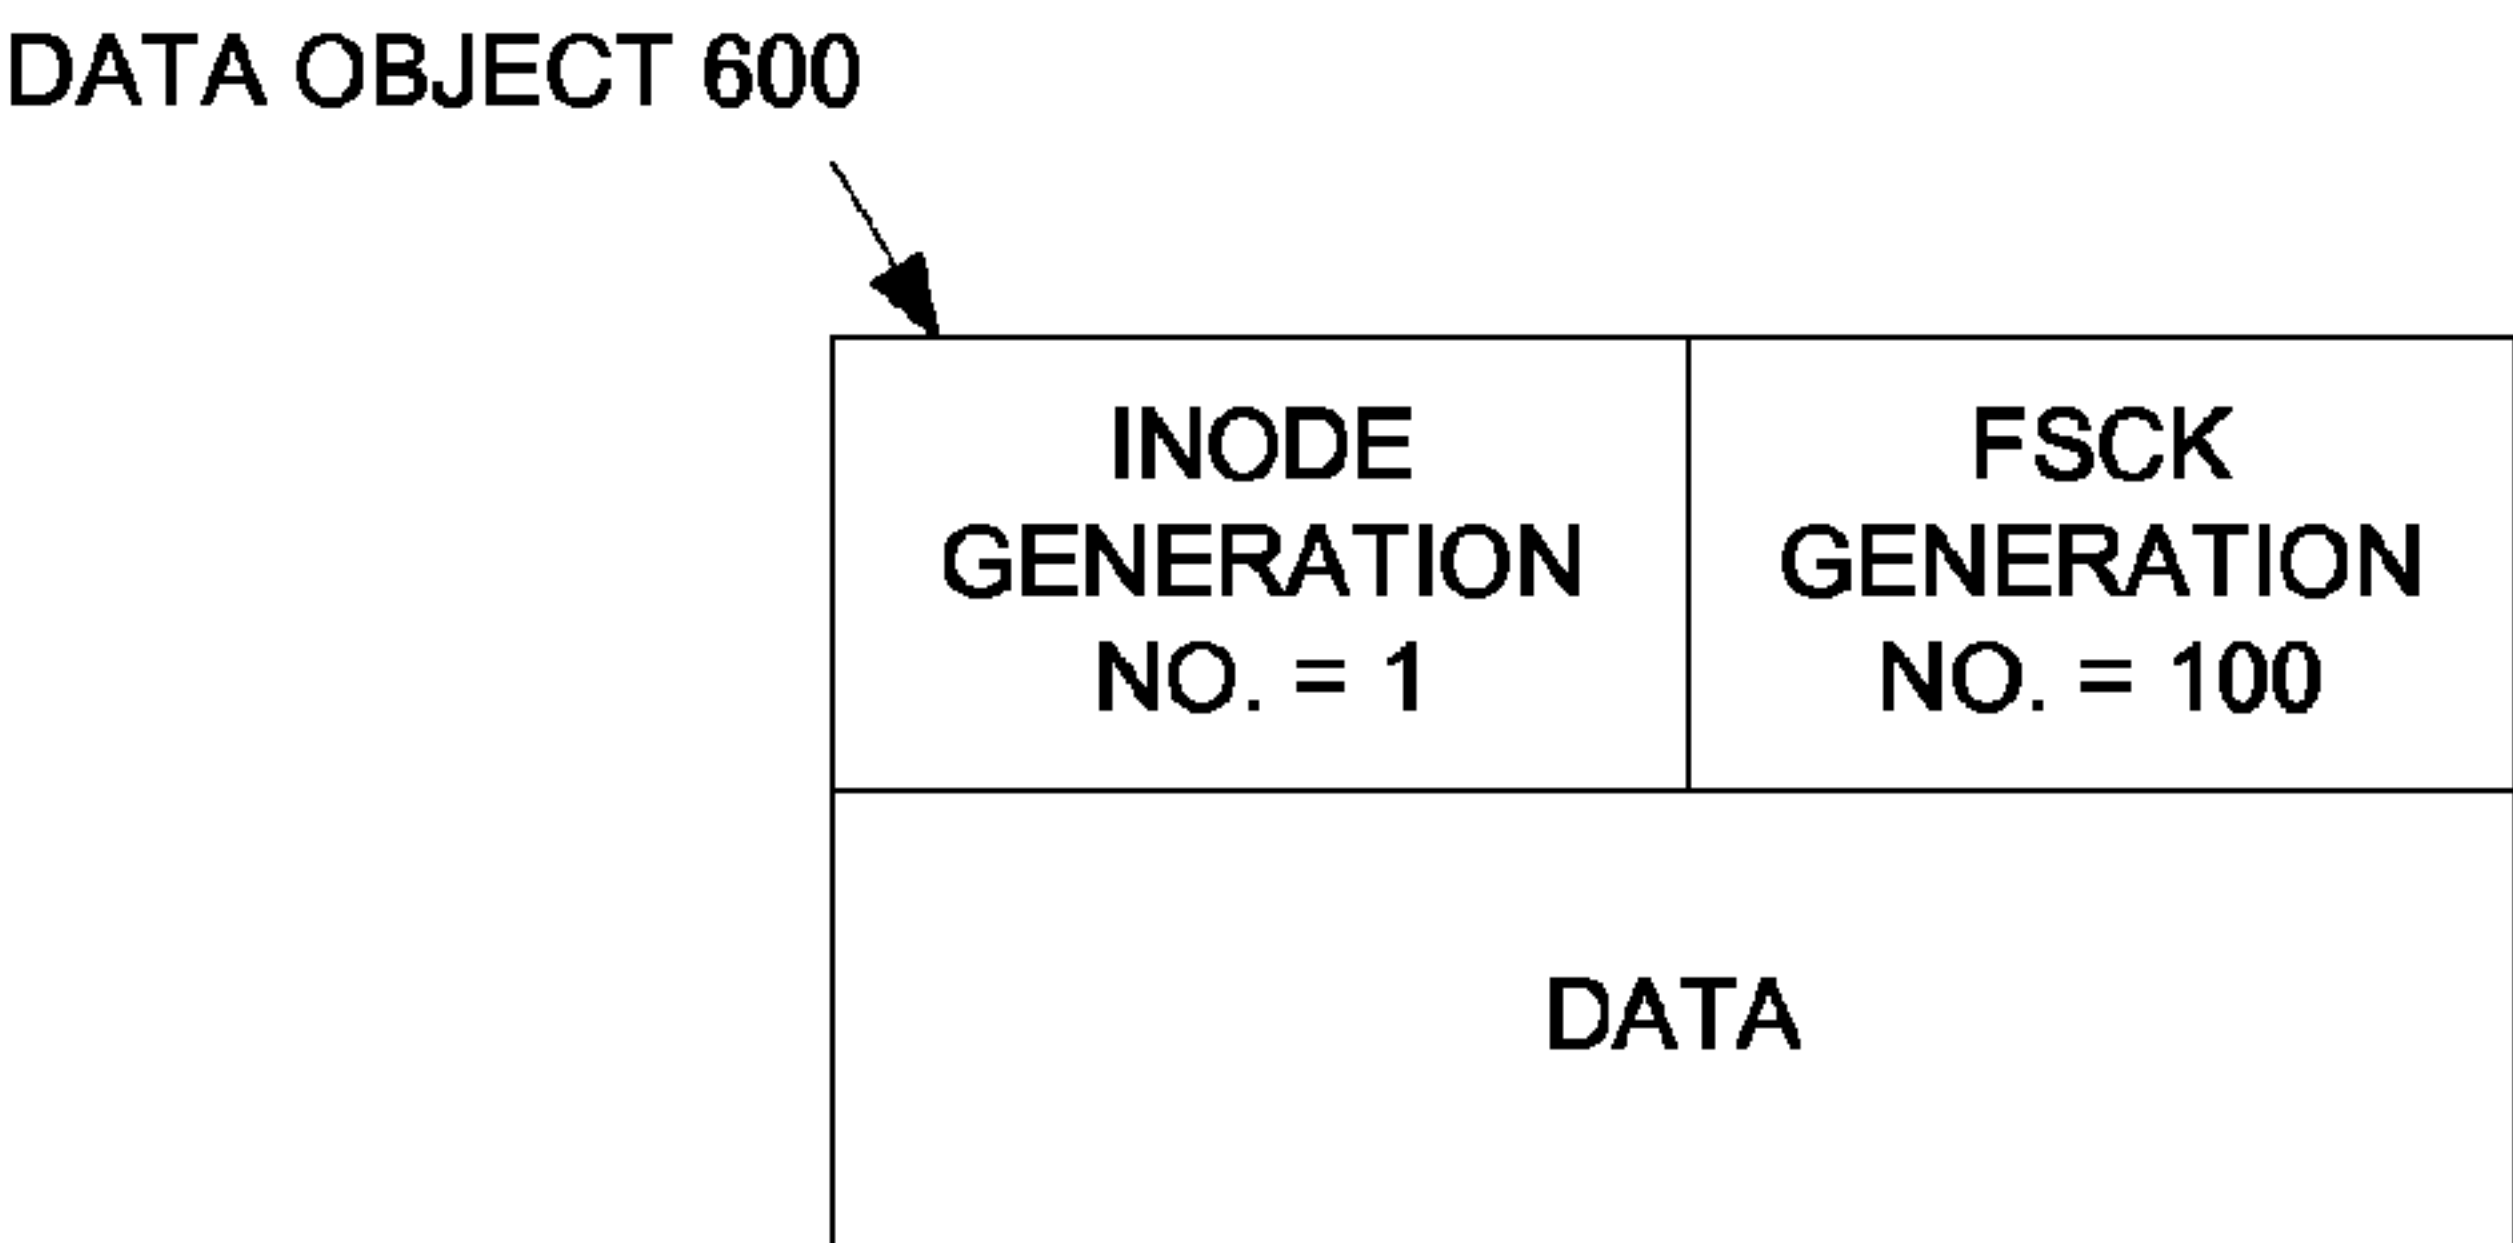 DATA OBJECT 600
INODE
GENERATION
NO. = 1
FSCK
GENERATION
NO. = 100
DATA